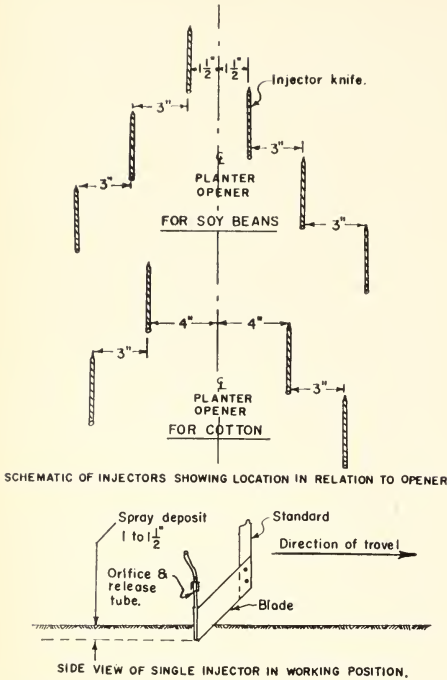 1 1/2" 1 1/2"
Injector knife.
3"
3"
3"
3"
℄
PLANTER
OPENER
FOR SOY BEANS
3"
4" 4"
3"
3"
℄
PLANTER
OPENER
FOR COTTON
SCHEMATIC OF INJECTORS SHOWING LOCATION IN RELATION TO OPENER
Spray deposit
1 to 1 1/2"
Standard
Direction of travel
Orifice &
release
tube.
Blade
SIDE VIEW OF SINGLE INJECTOR IN WORKING POSITION.